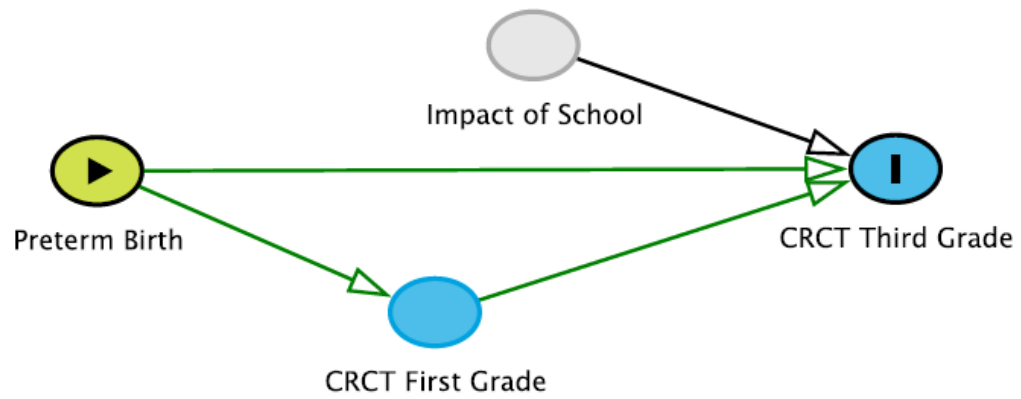 Impact of School
Preterm Birth
CRCT Third Grade
CRCT First Grade